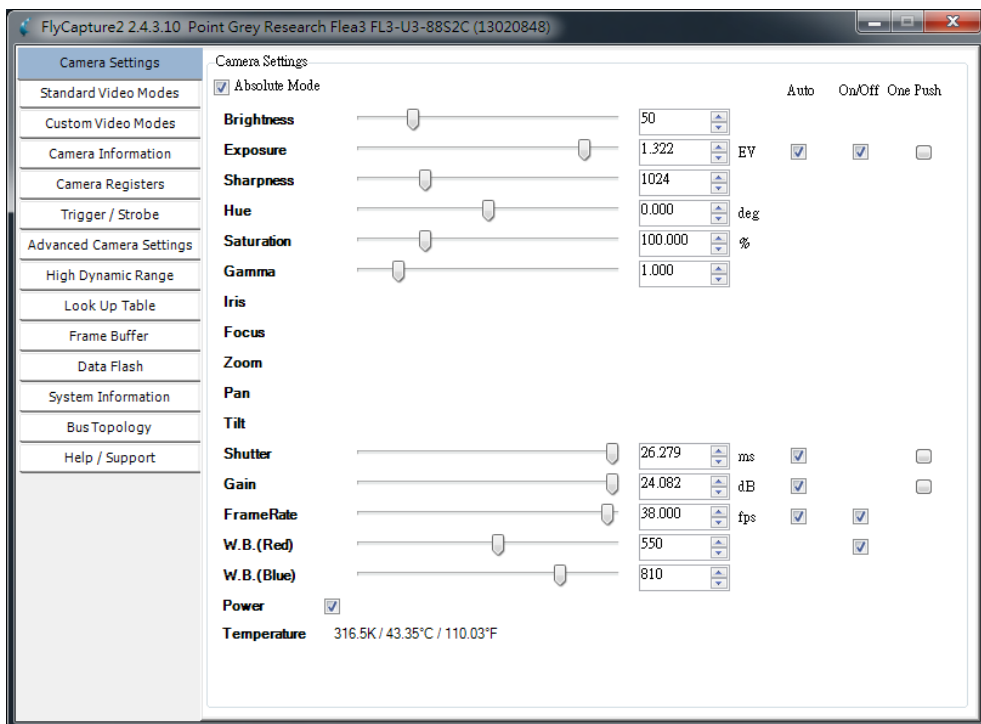 FlyCapture2 2.4.3.10 Point Grey Research Flea3 FL3-U3-88S2C (13020848)
Camera Settings
Standard Video Modes
Custom Video Modes
Camera Information
Camera Registers
Trigger / Strobe
Advanced Camera Settings
High Dynamic Range
Look Up Table
Frame Buffer
Data Flash
System Information
Bus Topology
Help / Support
Camera Settings
Absolute Mode
Auto On/Off One Push
Brightness 50
Exposure 1.322 EV
Sharpness 1024
Hue 0.000 deg
Saturation 100.000 %
Gamma 1.000
Iris
Focus
Zoom
Pan
Tilt
Shutter 26.279 ms
Gain 24.082 dB
FrameRate 38.000 fps
W.B.(Red) 550
W.B.(Blue) 810
Power
Temperature 316.5K / 43.35°C / 110.03°F